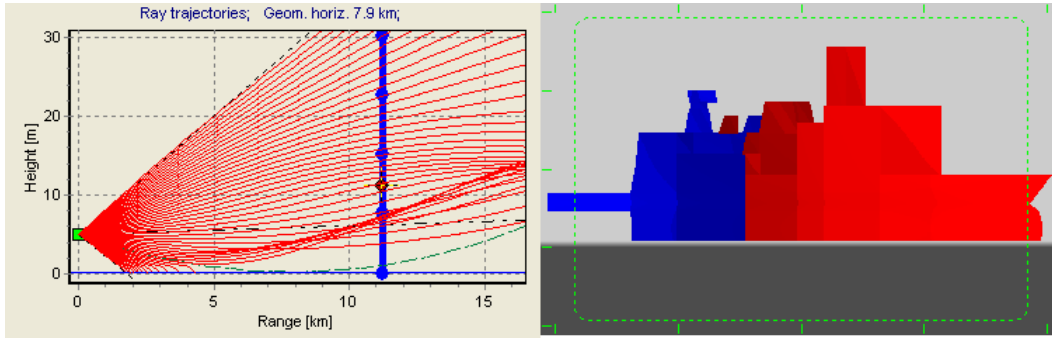 Ray trajectories;   Geom. horiz. 7.9 km;
30
20
10
0
Height [m]
0 5 10 15
Range [km]